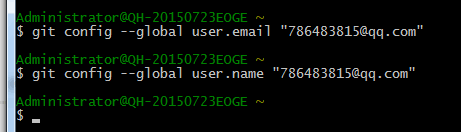 Administrator@QH-20150723EOGE ~
$ git config --global user.email "786483815@qq.com"
Administrator@QH-20150723EOGE ~
$ git config --global user.name "786483815@qq.com"
Administrator@QH-20150723EOGE ~
$